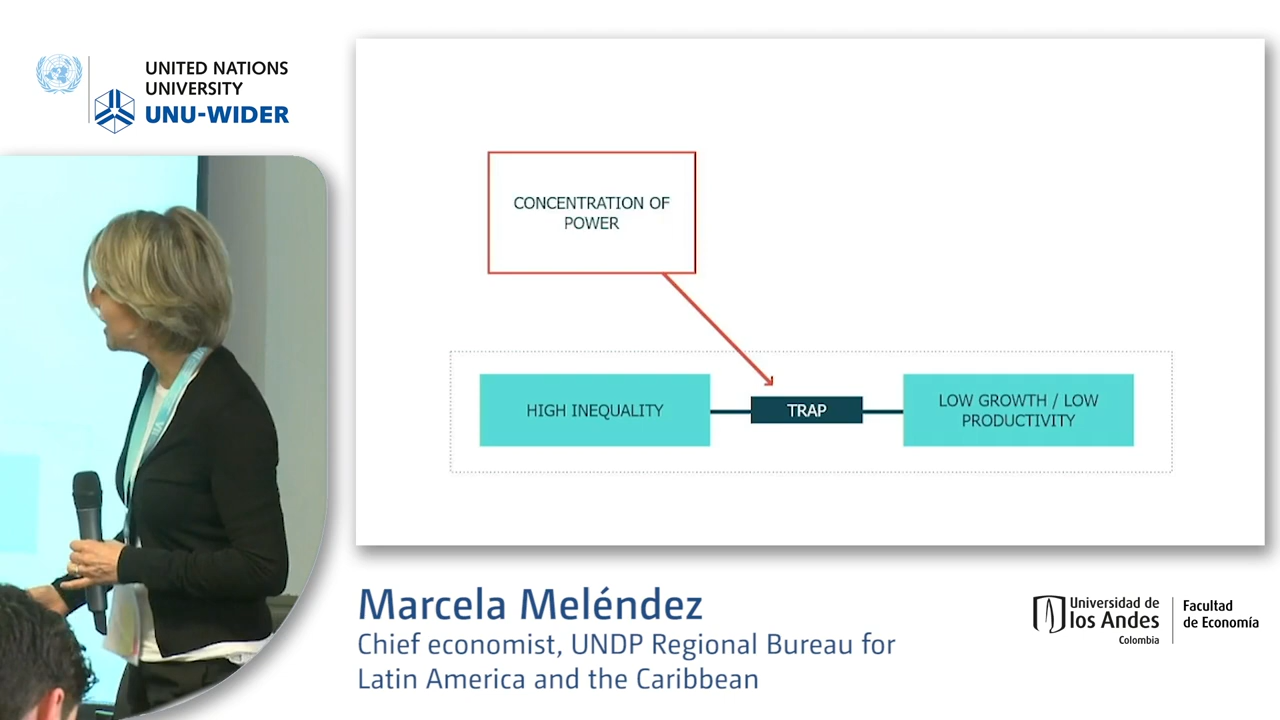 UNITED NATIONS
UNIVERSITY
UNU-WIDER
CONCENTRATION OF
POWER
HIGH INEQUALITY
TRAP
LOW GROWTH / LOW
PRODUCTIVITY
Marcela Meléndez
Chief economist, UNDP Regional Bureau for
Latin America and the Caribbean
Universidad de
los Andes
Colombia
Facultad
de Economía